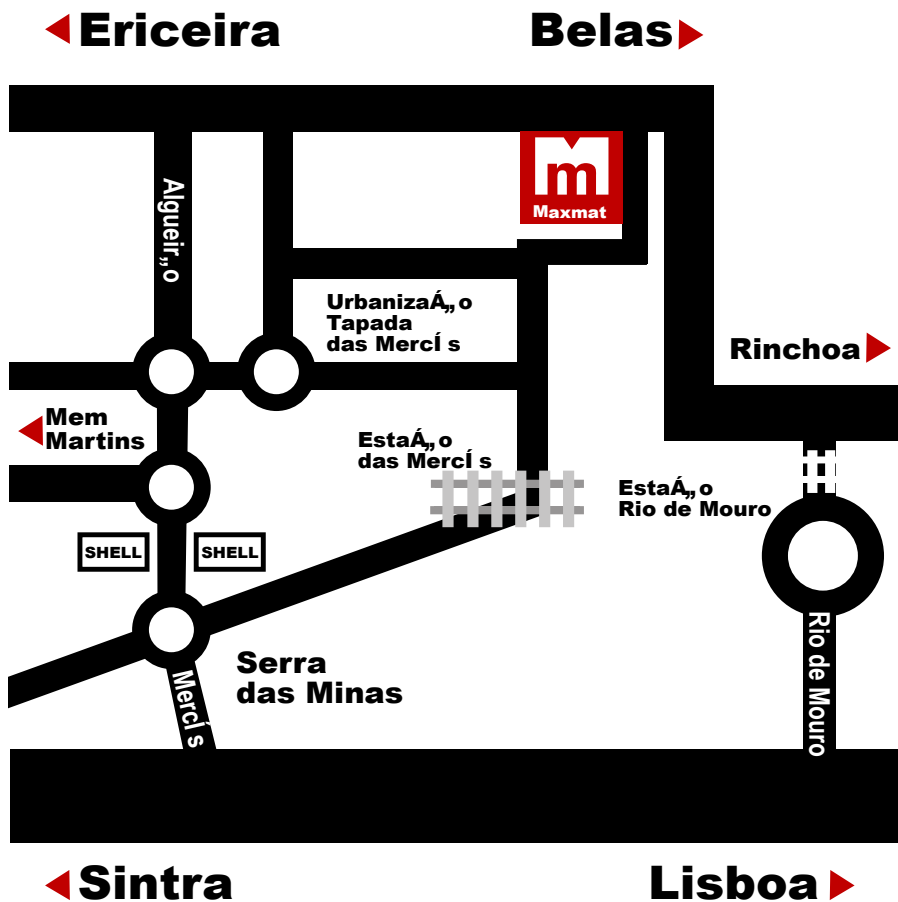 Ericeira
Belas
Algueir„o
m
Maxmat
UrbanizaÁ„o
Tapada
das MercÍs
Rinchoa
Mem
Martins
EstaÁ„o
das MercÍs
EstaÁ„o
Rio de Mouro
SHELL
SHELL
Rio de Mouro
Serra
das Minas
MercÍs
Sintra
Lisboa